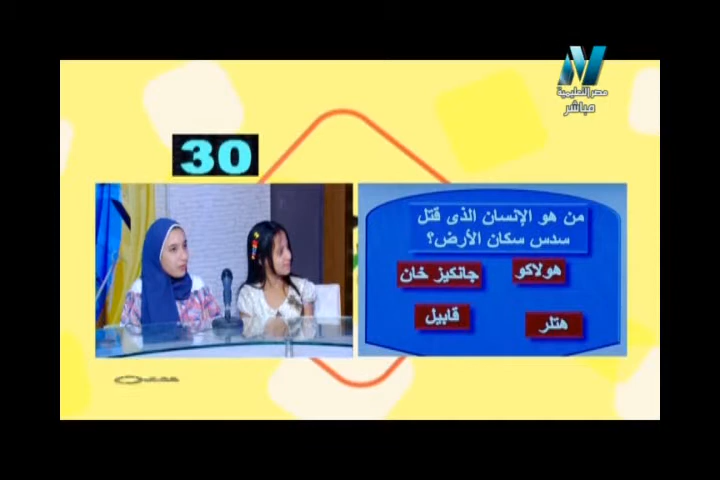 مصر التعليمية
مباشر
30
من هو الإنسان الذى قتل
سدس سكان الأرض؟
هولاكو
جانكيز خان
هتلر
قابيل